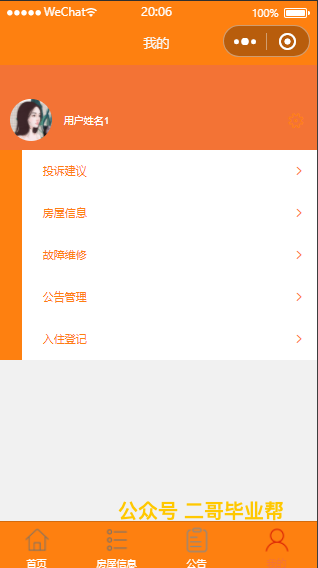 WeChat
20:06
100%
我的
用户姓名1
投诉建议
房屋信息
故障维修
公告管理
入住登记
公众号 二哥毕业帮
首页
房屋信息
公告